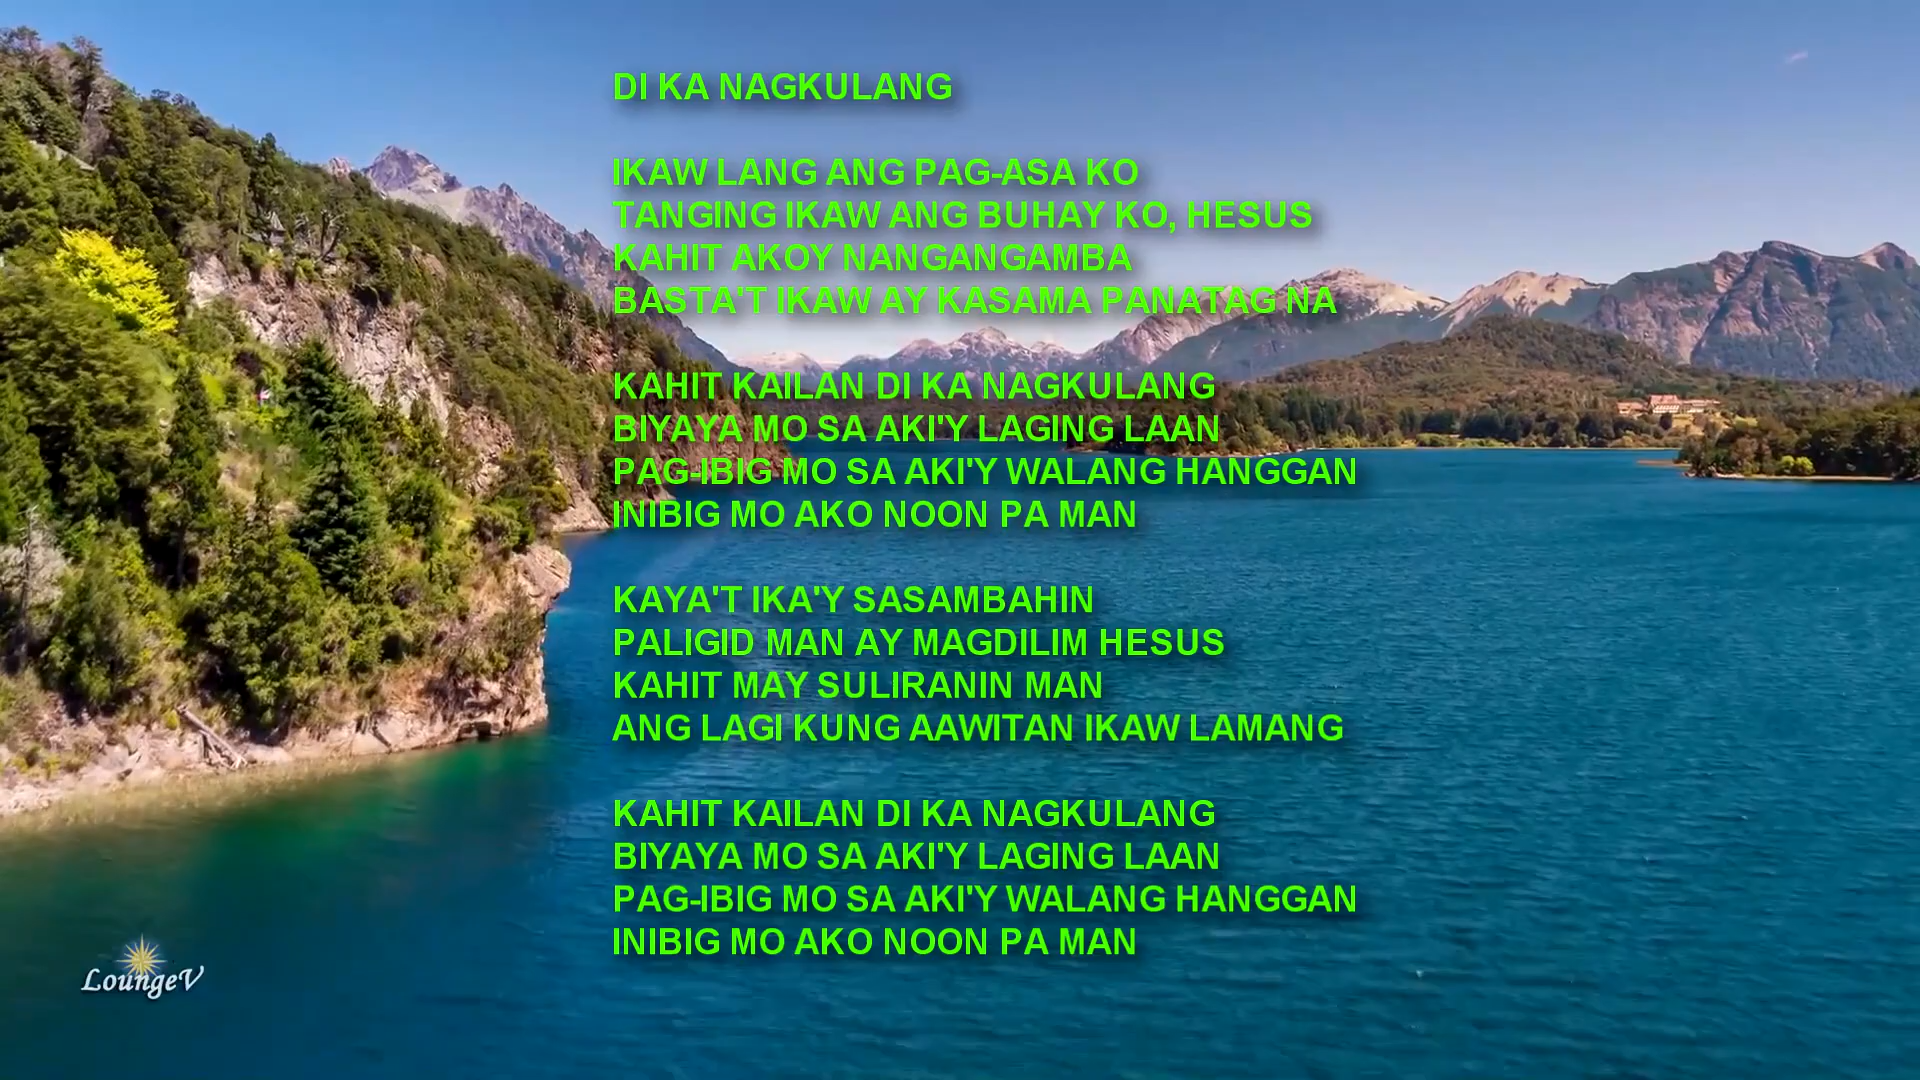 DI KA NAGKULANG
IKAW LANG ANG PAG-ASA KO
TANGING IKAW ANG BUHAY KO, HESUS
KAHIT AKOY NANGANGAMBA
BASTA'T IKAW AY KASAMA PANATAG NA
KAHIT KAILAN DI KA NAGKULANG
BIYAYA MO SA AKI'Y LAGING LAAN
PAG-IBIG MO SA AKI'Y WALANG HANGGAN
INIBIG MO AKO NOON PA MAN
KAYA'T IKA'Y SASAMBAHIN
PALIGID MAN AY MAGDILIM HESUS
KAHIT MAY SULIRANIN MAN
ANG LAGI KUNG AAWITAN IKAW LAMANG
KAHIT KAILAN DI KA NAGKULANG
BIYAYA MO SA AKI'Y LAGING LAAN
PAG-IBIG MO SA AKI'Y WALANG HANGGAN
INIBIG MO AKO NOON PA MAN
LoungeV